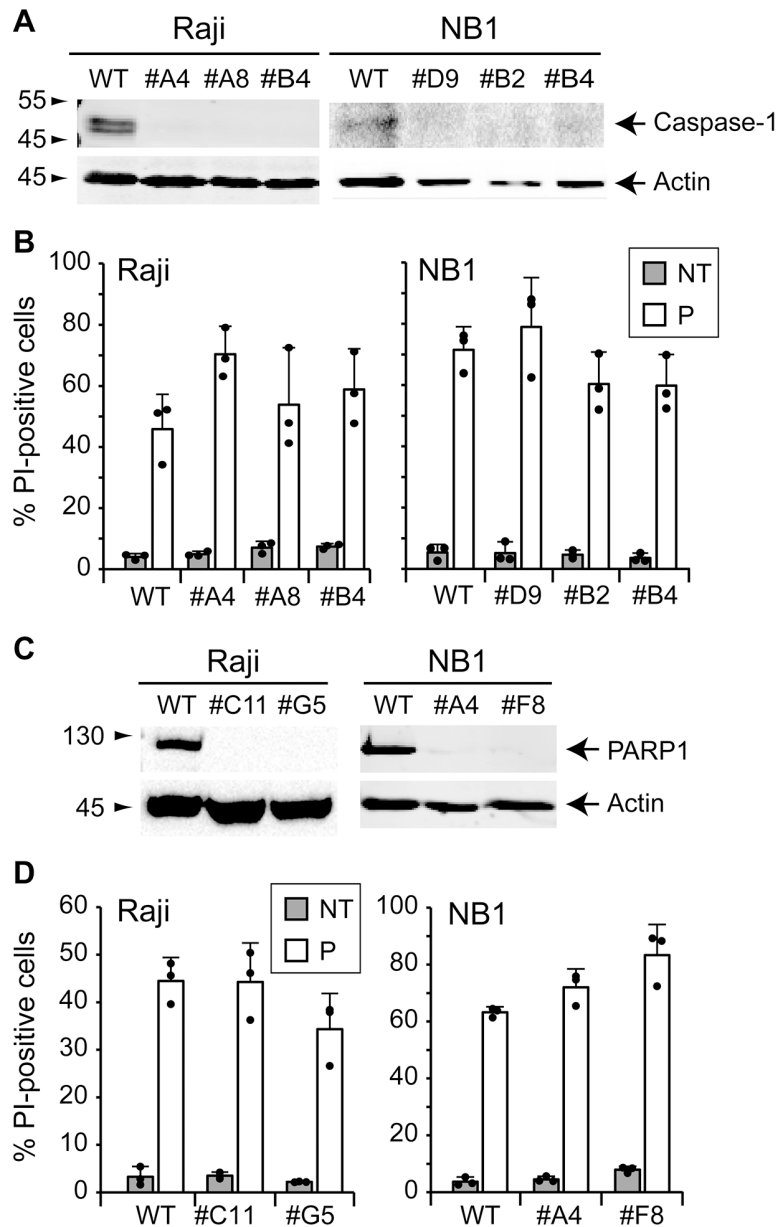 A
Raji NB1
WT #A4 #A8 #B4 WT #D9 #B2 #B4
55
45
Caspase-1
45
Actin
B
100
80
60
40
20
0
% PI-positive cells
Raji NB1
NT
P
WT #A4 #A8 #B4 WT #D9 #B2 #B4
C
Raji NB1
WT #C11 #G5 WT #A4 #F8
130
PARP1
45
Actin
D
60
50
40
30
20
10
0
% PI-positive cells
Raji
NT
P
WT #C11 #G5
100
80
60
40
20
0
NB1
WT #A4 #F8